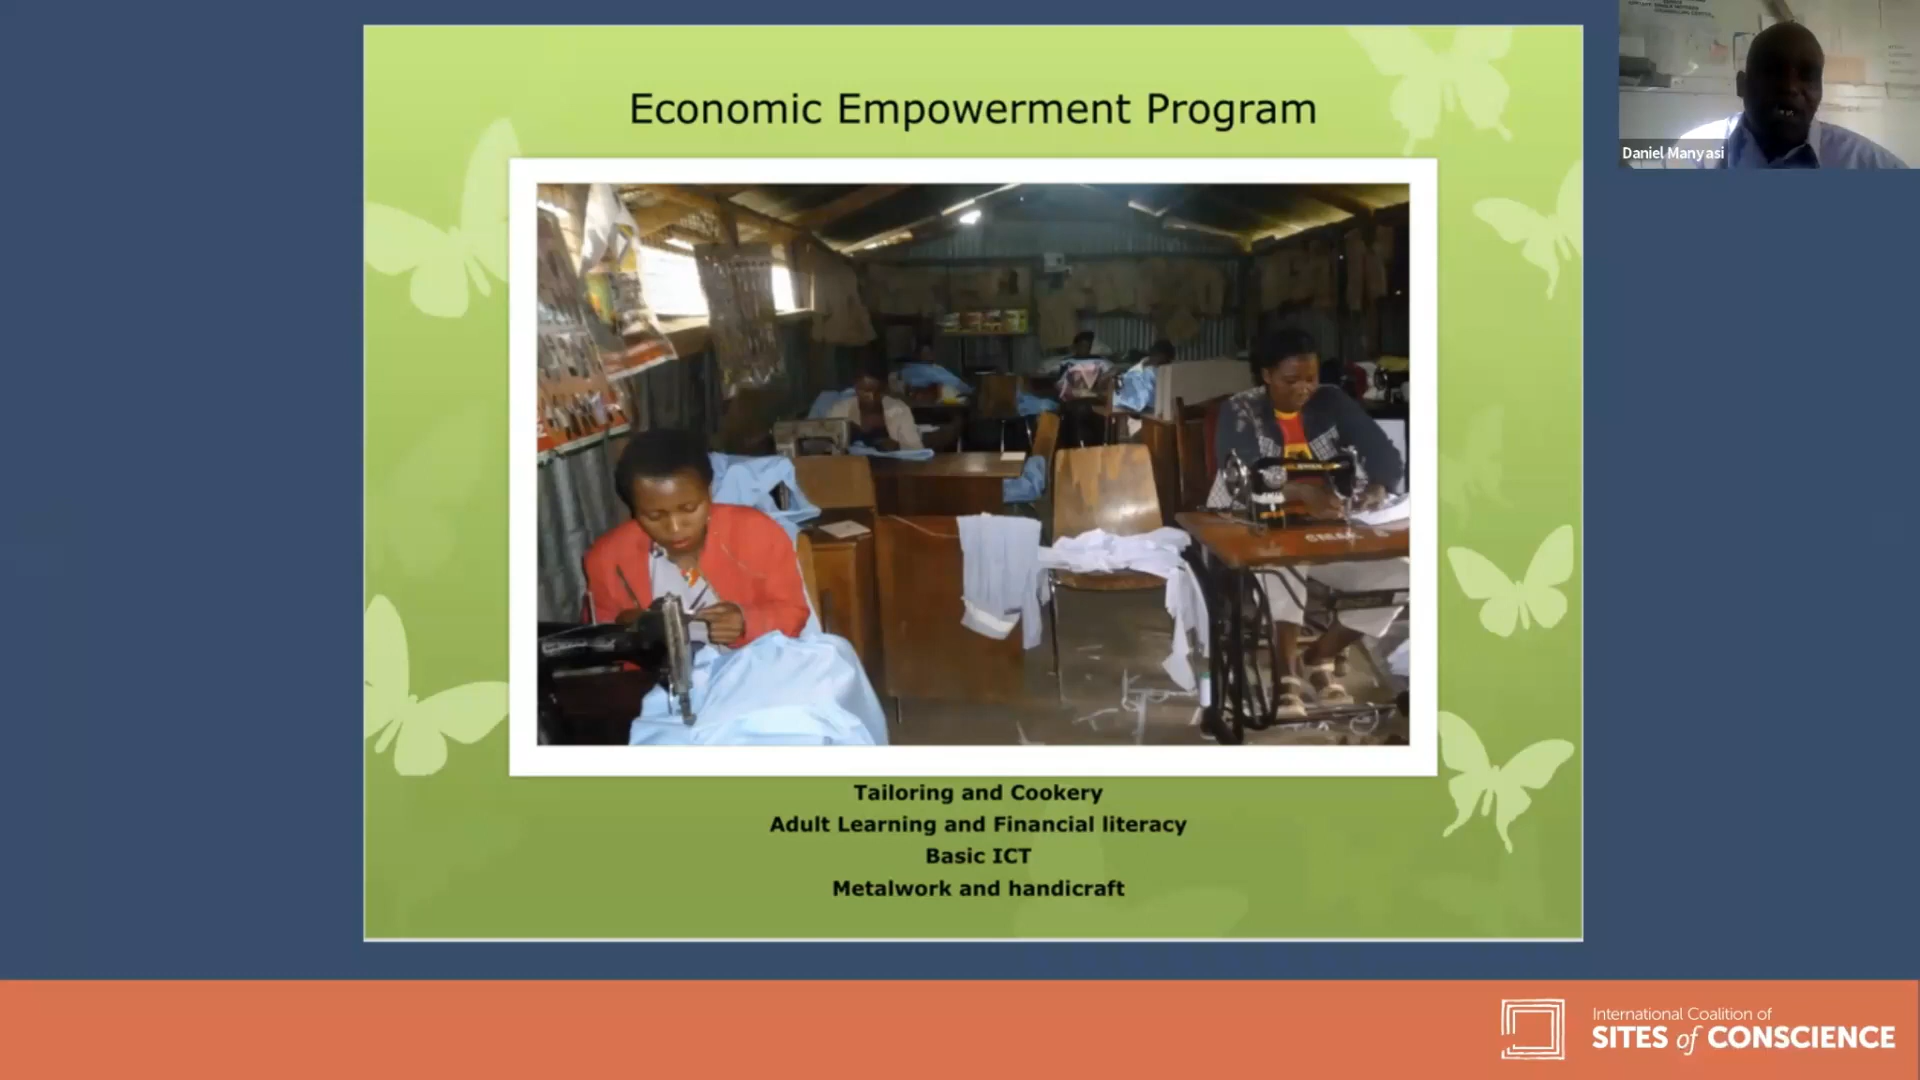 Economic Empowerment Program
Daniel Manyasi
Tailoring and Cookery
Adult Learning and Financial literacy
Basic ICT
Metalwork and handicraft
International Coalition of
SITES of CONSCIENCE